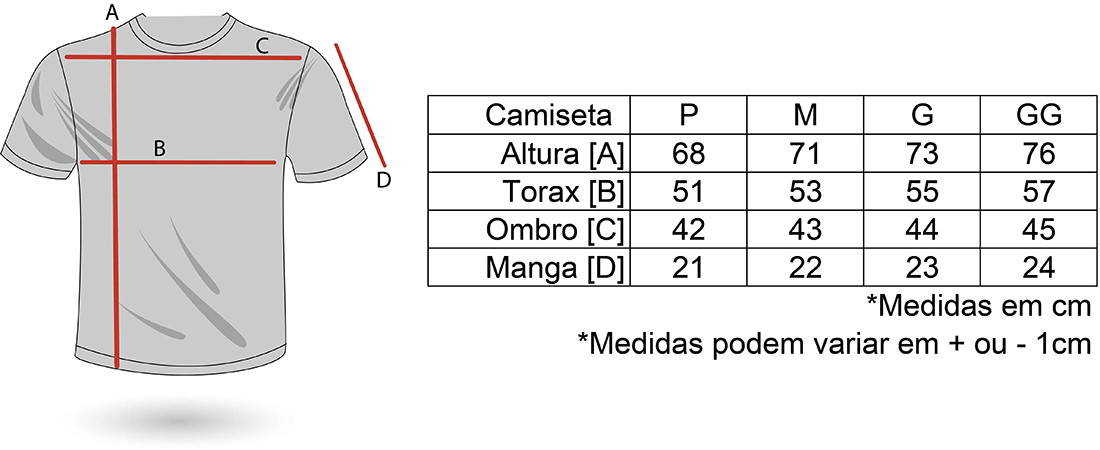 A
C
B
D
Camiseta P M G GG
Altura [A] 68 71 73 76
Torax [B] 51 53 55 57
Ombro [C] 42 43 44 45
Manga [D] 21 22 23 24
*Medidas em cm
*Medidas podem variar em + ou - 1cm